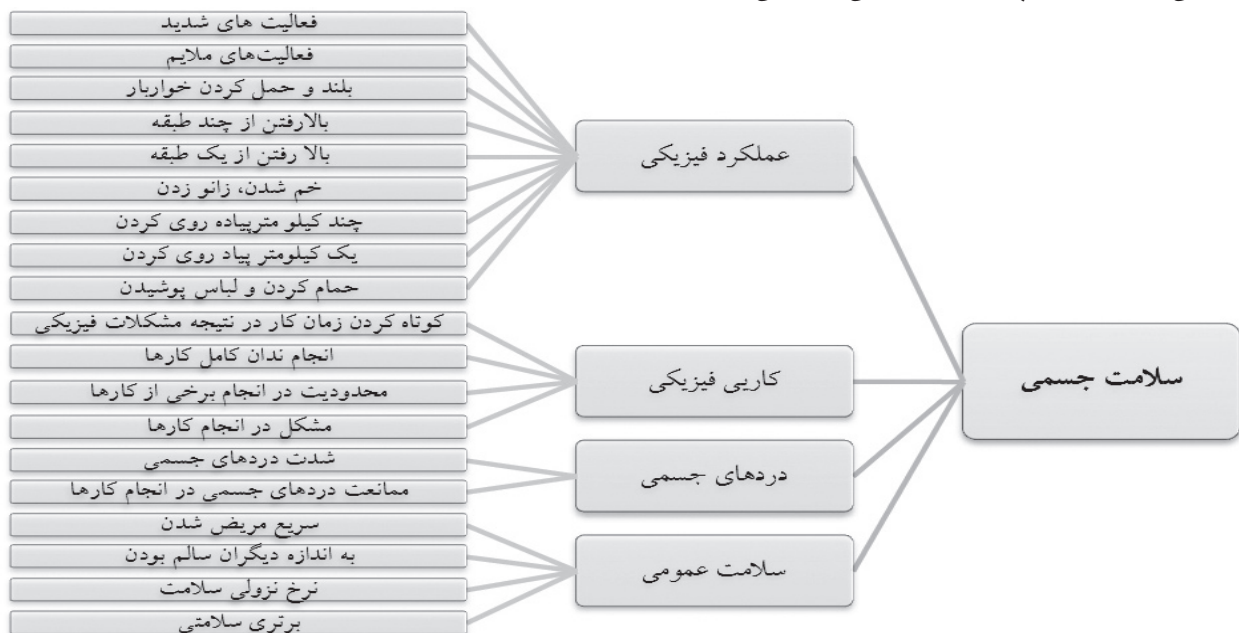 سلامت جسمی
عملکرد فیزیکی
فعالیت های شدید
فعالیت‌های ملایم
بلند و حمل کردن خواربار
بالارفتن از چند طبقه
بالا رفتن از یک طبقه
خم شدن، زانو زدن
چند کیلو مترپیاده روی کردن
یک کیلومتر پیاد روی کردن
حمام کردن و لباس پوشیدن
کاریی فیزیکی
کوتاه کردن زمان کار در نتیجه مشکلات فیزیکی
انجام ندان کامل کارها
محدودیت در انجام برخی از کارها
مشکل در انجام کارها
دردهای جسمی
شدت دردهای جسمی
ممانعت دردهای جسمی در انجام کارها
سلامت عمومی
سریع مریض شدن
به اندازه دیگران سالم بودن
نرخ نزولی سلامت
برتری سلامتی